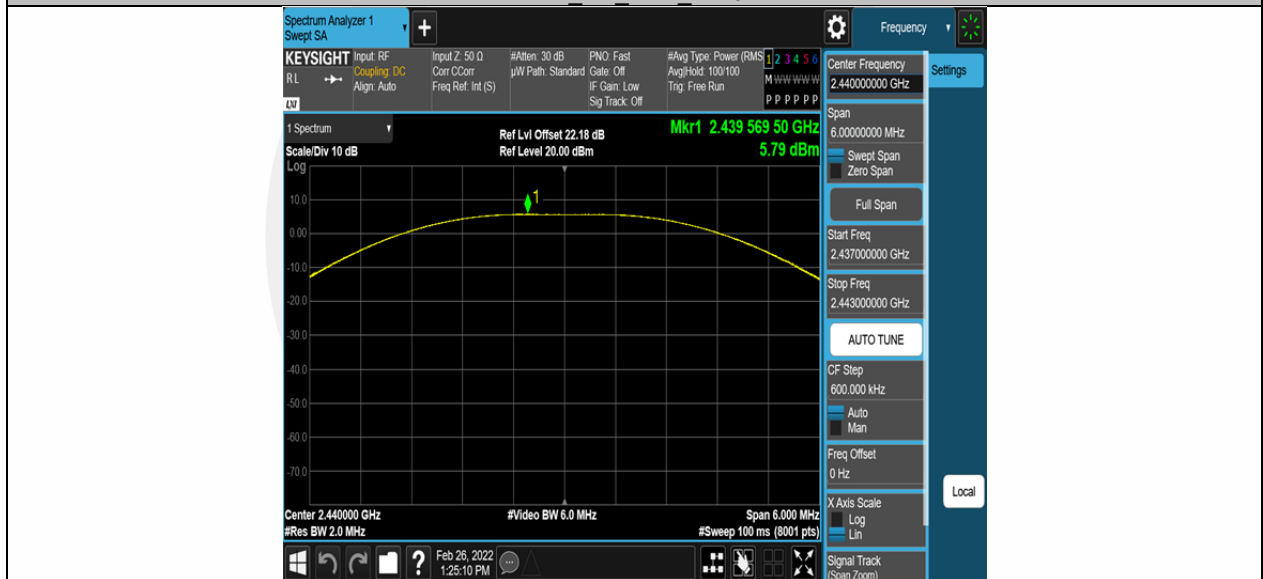 Spectrum Analyzer 1
Swept SA
+
Frequency
KEYSIGHT
RL
LXI
Input: RF
Coupling: DC
Align: Auto
Input Z: 50 Ω
Corr CCorr
Freq Ref: Int (S)
#Atten: 30 dB
µW Path: Standard
PNO: Fast
Gate: Off
IF Gain: Low
Sig Track: Off
#Avg Type: Power (RMS
Avg|Hold: 100/100
Trig: Free Run
1 2 3 4 5 6
M W W W W W
P P P P P P
1 Spectrum
Scale/Div 10 dB
Log
Ref Lvl Offset 22.18 dB
Ref Level 20.00 dBm
Mkr1 2.439 569 50 GHz
5.79 dBm
1
10.0
0.00
-10.0
-20.0
-30.0
-40.0
-50.0
-60.0
-70.0
Center 2.440000 GHz
#Res BW 2.0 MHz
#Video BW 6.0 MHz
Span 6.000 MHz
#Sweep 100 ms (8001 pts)
?
Feb 26, 2022
1:25:10 PM
Center Frequency
2.440000000 GHz
Settings
Span
6.00000000 MHz
Swept Span
Zero Span
Full Span
Start Freq
2.437000000 GHz
Stop Freq
2.443000000 GHz
AUTO TUNE
CF Step
600.000 kHz
Auto
Man
Freq Offset
0 Hz
X Axis Scale
Log
Lin
Local
Signal Track
(Span Zoom)